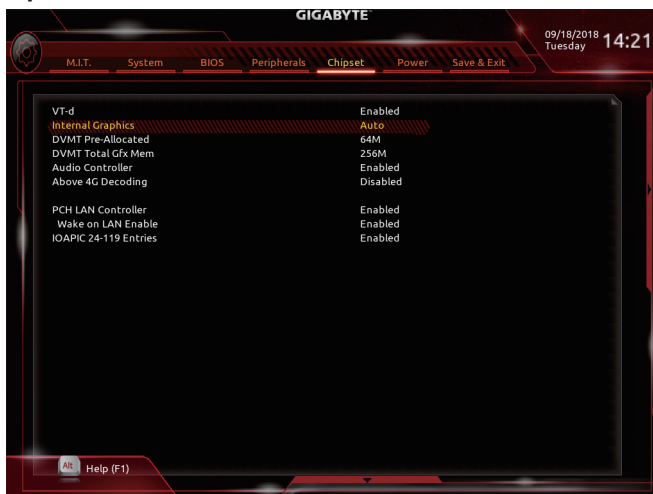 GIGABYTE™
09/18/2018 Tuesday 14:21
M.I.T. System BIOS Peripherals Chipset Power Save & Exit
VT-d Enabled
Internal Graphics Auto
DVMT Pre-Allocated 64M
DVMT Total Gfx Mem 256M
Audio Controller Enabled
Above 4G Decoding Disabled
PCH LAN Controller Enabled
Wake on LAN Enable Enabled
IOAPIC 24-119 Entries Enabled
Alt Help (F1)